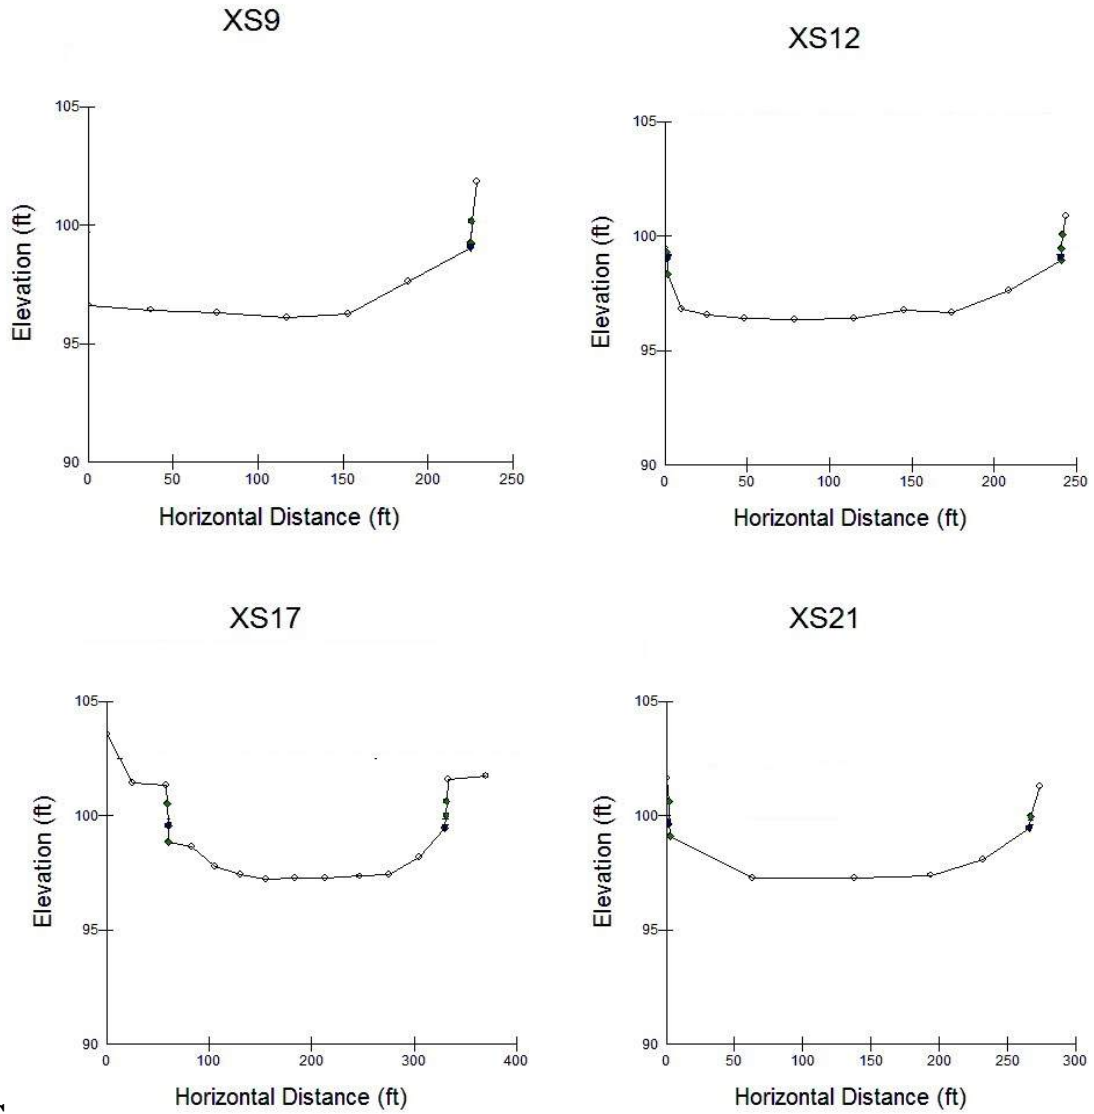 XS9
105
100
95
90
0 50 100 150 200 250
Elevation (ft)
Horizontal Distance (ft)
XS12
105
100
95
90
0 50 100 150 200 250
Elevation (ft)
Horizontal Distance (ft)
XS17
105
100
95
90
0 100 200 300 400
Elevation (ft)
Horizontal Distance (ft)
XS21
105
100
95
90
0 50 100 150 200 250 300
Elevation (ft)
Horizontal Distance (ft)